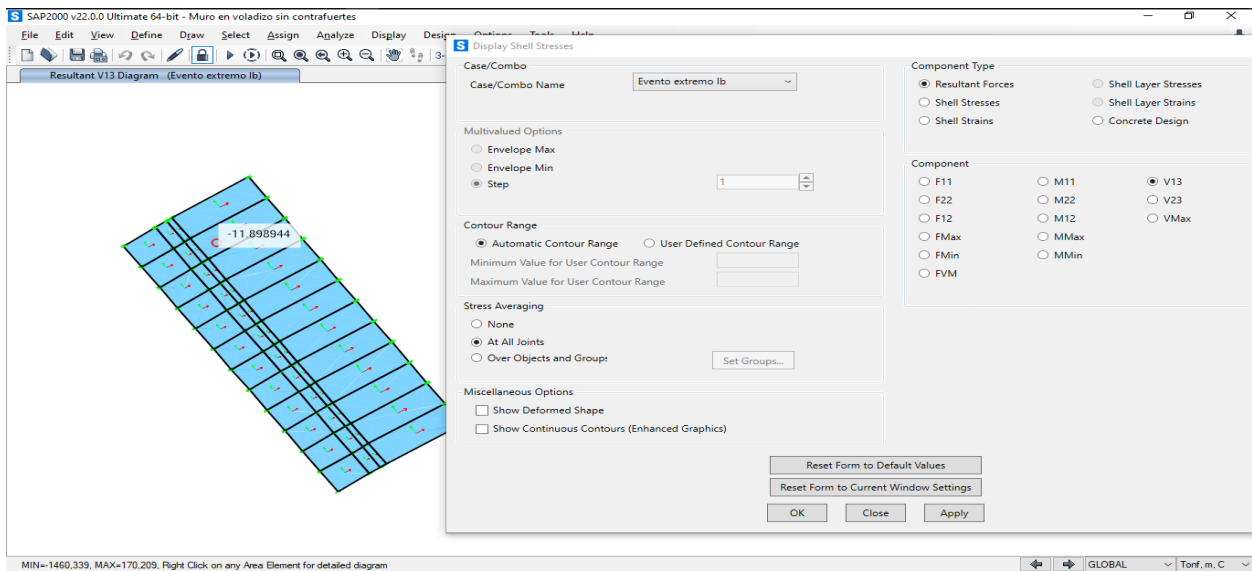 SAP2000 v22.0.0 Ultimate 64-bit - Muro en voladizo sin contrafuertes
File Edit View Define Draw Select Assign Analyze Display Design Options Tools Help
3-
Resultant V13 Diagram (Evento extremo Ib)
-11,898944
Display Shell Stresses
Case/Combo
Case/Combo Name Evento extremo Ib
Multivalued Options
Envelope Max
Envelope Min
Step 1
Contour Range
Automatic Contour Range User Defined Contour Range
Minimum Value for User Contour Range
Maximum Value for User Contour Range
Stress Averaging
None
At All Joints
Over Objects and Groups Set Groups...
Miscellaneous Options
Show Deformed Shape
Show Continuous Contours (Enhanced Graphics)
Component Type
Resultant Forces Shell Layer Stresses
Shell Stresses Shell Layer Strains
Shell Strains Concrete Design
Component
F11 M11 V13
F22 M22 V23
F12 M12 VMax
FMax MMax
FMin MMin
FVM
Reset Form to Default Values
Reset Form to Current Window Settings
OK Close Apply
MIN=-1460,339, MAX=170,209, Right Click on any Area Element for detailed diagram
GLOBAL Tonf, m, C